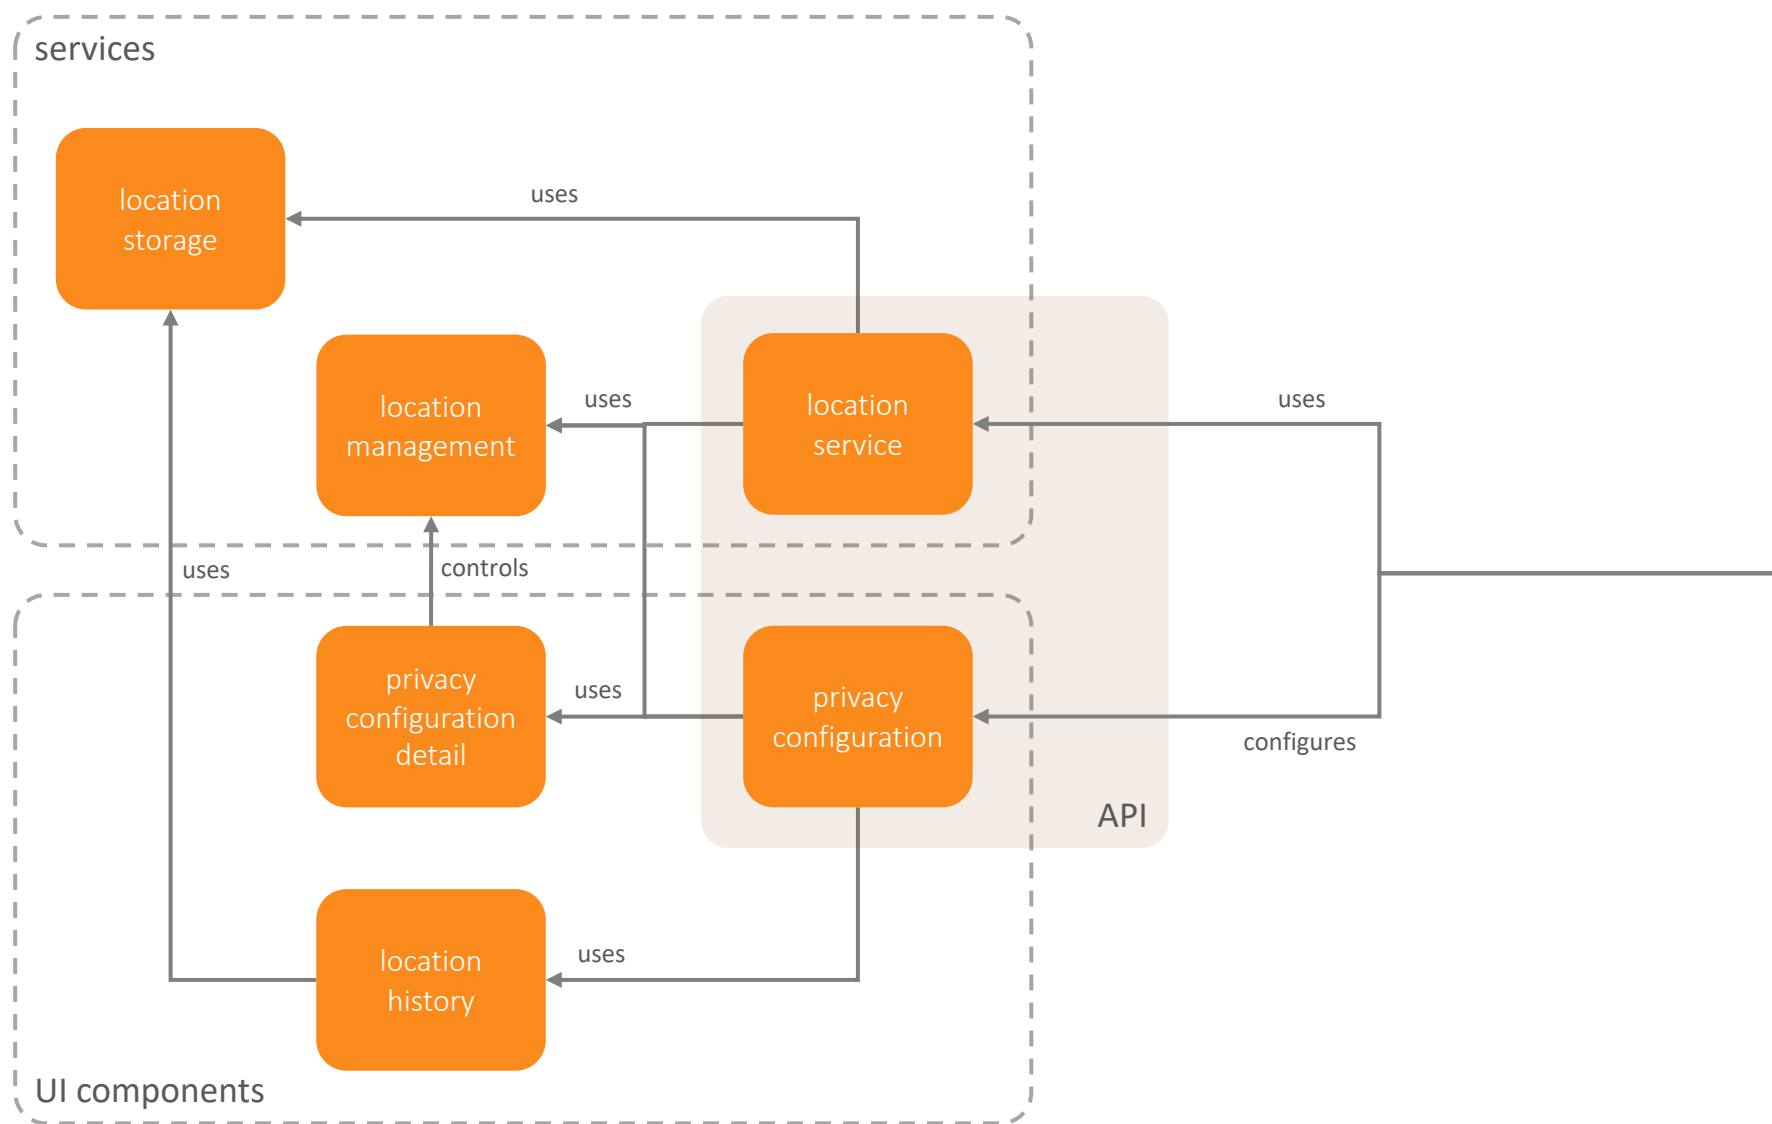 services
location
storage
uses
location
management
uses
location
service
uses
uses
controls
privacy
configuration
detail
uses
privacy
configuration
configures
API
location
history
uses
UI components